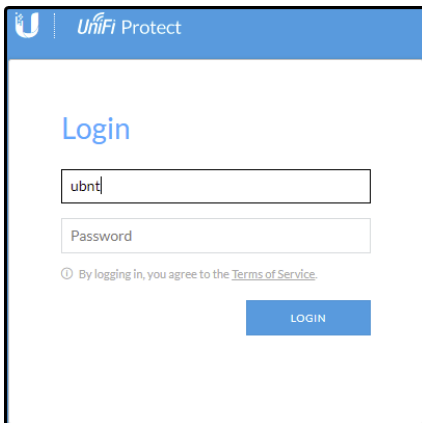 UniFi Protect
Login
ubnt
Password
By logging in, you agree to the Terms of Service.
LOGIN